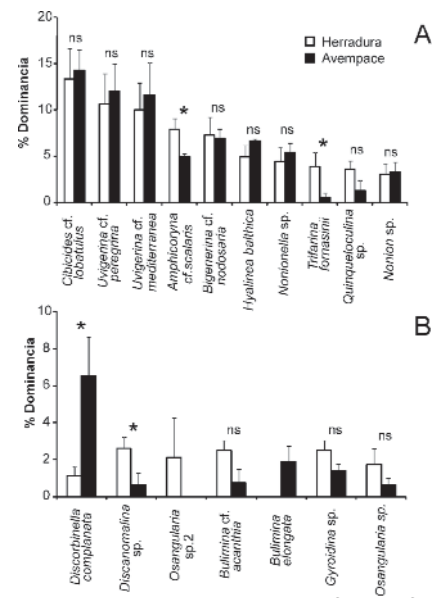 A
Herradura
Avempace
% Dominancia
15
10
5
0
ns
ns
ns
*
ns
ns
ns
*
ns
ns
Cibicides cf. lobatulus
Uvigerina cf. peregrina
Uvigerina cf. mediterranea
Amphicoryna cf.scalaris
Bigerrerina cf. nodosaria
Hyalinea balthica
Nonionella sp.
Trifarina fornasinii
Quinqueloculina sp.
Nonion sp.
B
% Dominancia
10
8
6
4
2
0
*
*
ns
ns
ns
Discorbinella complanata
Discanomalina sp.
Osangularia sp.2
Bulimina cf. acanthia
Bulimina elongata
Gyroidina sp.
Osangularia sp.